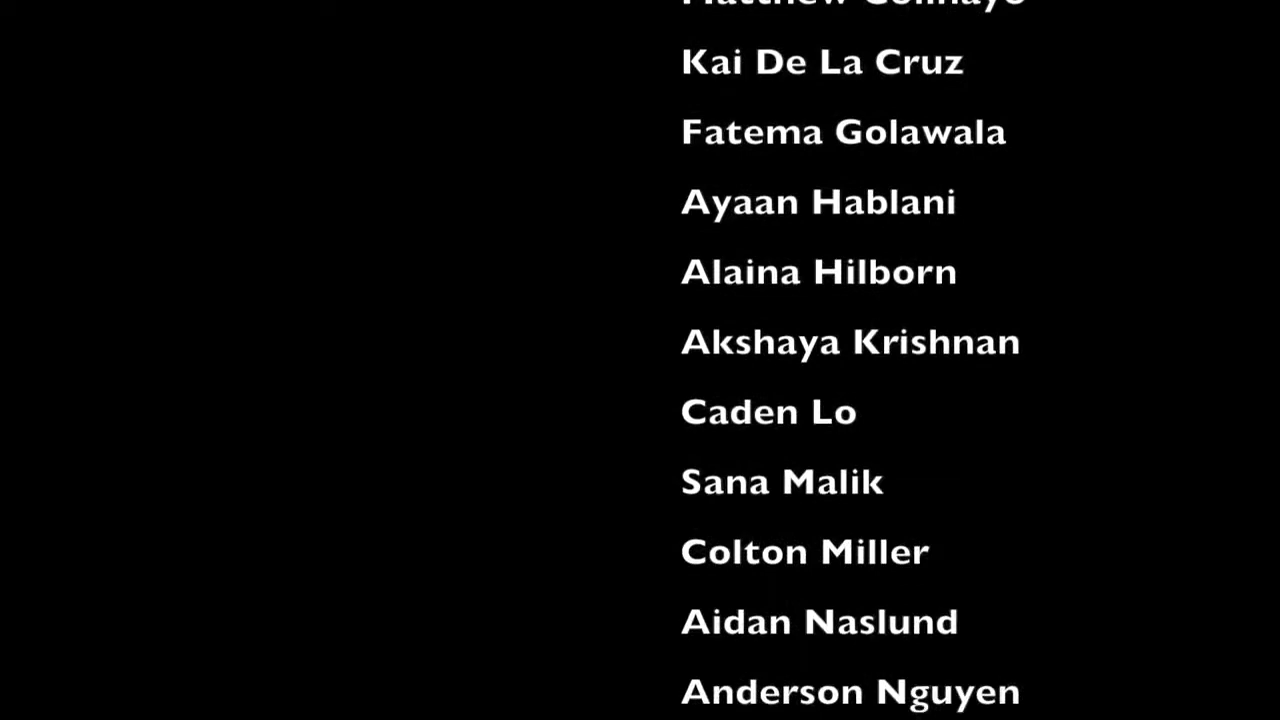 Matthew
Kai De La Cruz
Fatema Golawala
Ayaan Hablani
Alaina Hilborn
Akshaya Krishnan
Caden Lo
Sana Malik
Colton Miller
Aidan Naslund
Anderson Nguyen